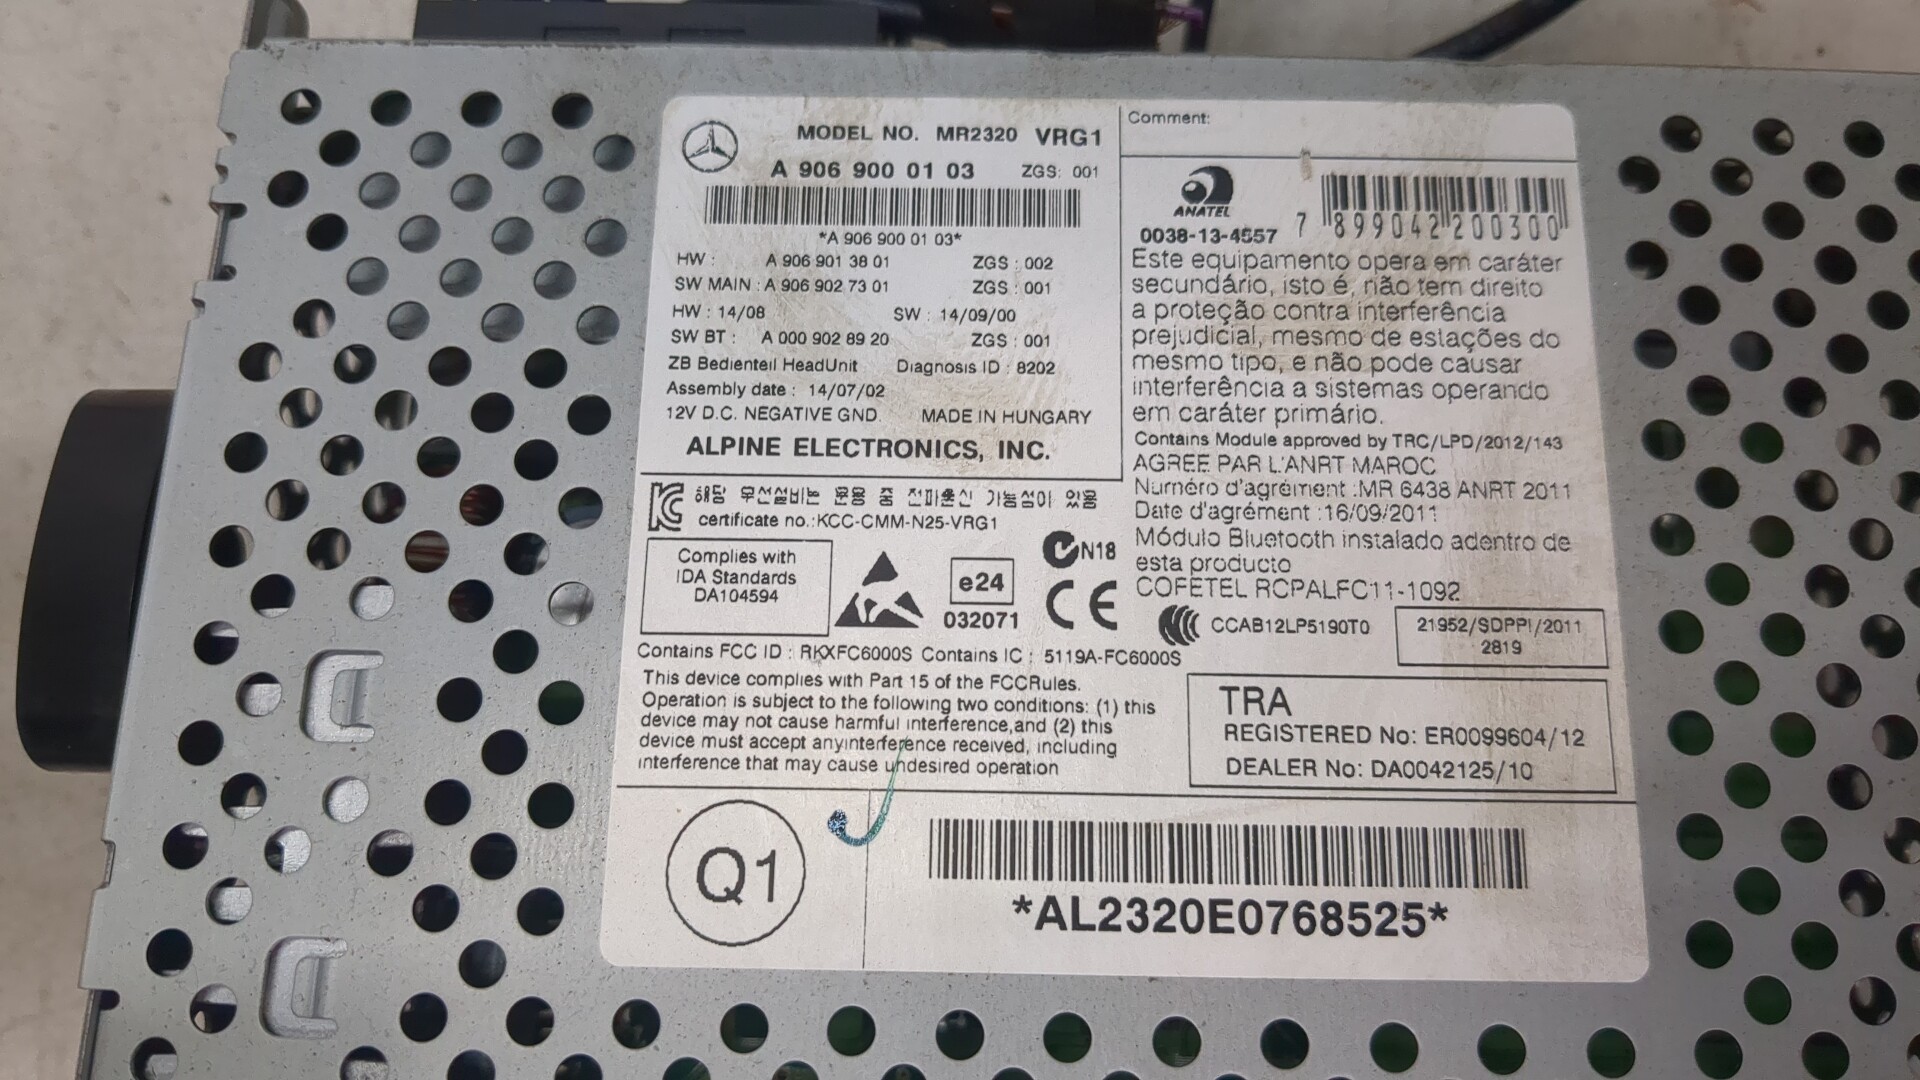 MODEL NO. MR2320 VRG1
A 906 900 01 03 ZGS: 001
*A 906 900 01 03*
HW : A 906 901 38 01 ZGS : 002
SW MAIN : A 906 902 73 01 ZGS : 001
HW : 14/08 SW : 14/09/00
SW BT : A 000 902 89 20 ZGS : 001
ZB Bedienteil HeadUnit Diagnosis ID : 8202
Assembly date : 14/07/02
12V D.C. NEGATIVE GND. MADE IN HUNGARY
ALPINE ELECTRONICS, INC.
해당 무선설비는 운용 중 전파혼신 가능성이 있음
certificate no.:KCC-CMM-N25-VRG1
Complies with
IDA Standards
DA104594
e24
032071
N18
CE
Contains FCC ID : RKXFC6000S Contains IC : 5119A-FC6000S
This device complies with Part 15 of the FCCRules.
Operation is subject to the following two conditions: (1) this
device may not cause harmful interference,and (2) this
device must accept anyinterference received, including
interference that may cause undesired operation
Comment:
ANATEL
0038-13-4557
7 899042 200300
Este equipamento opera em caráter
secundário, isto é, não tem direito
a proteção contra interferência
prejudicial, mesmo de estações do
mesmo tipo, e não pode causar
interferência a sistemas operando
em caráter primário.
Contains Module approved by TRC/LPD/2012/143
AGREE PAR L'ANRT MAROC
Numéro d'agrément :MR 6438 ANRT 2011
Date d'agrément :16/09/2011
Módulo Bluetooth instalado adentro de
esta producto
COFETEL RCPALFC11-1092
CCAB12LP5190T0
21952/SDPPI/2011
2819
TRA
REGISTERED No: ER0099604/12
DEALER No: DA0042125/10
Q1
*AL2320E0768525*